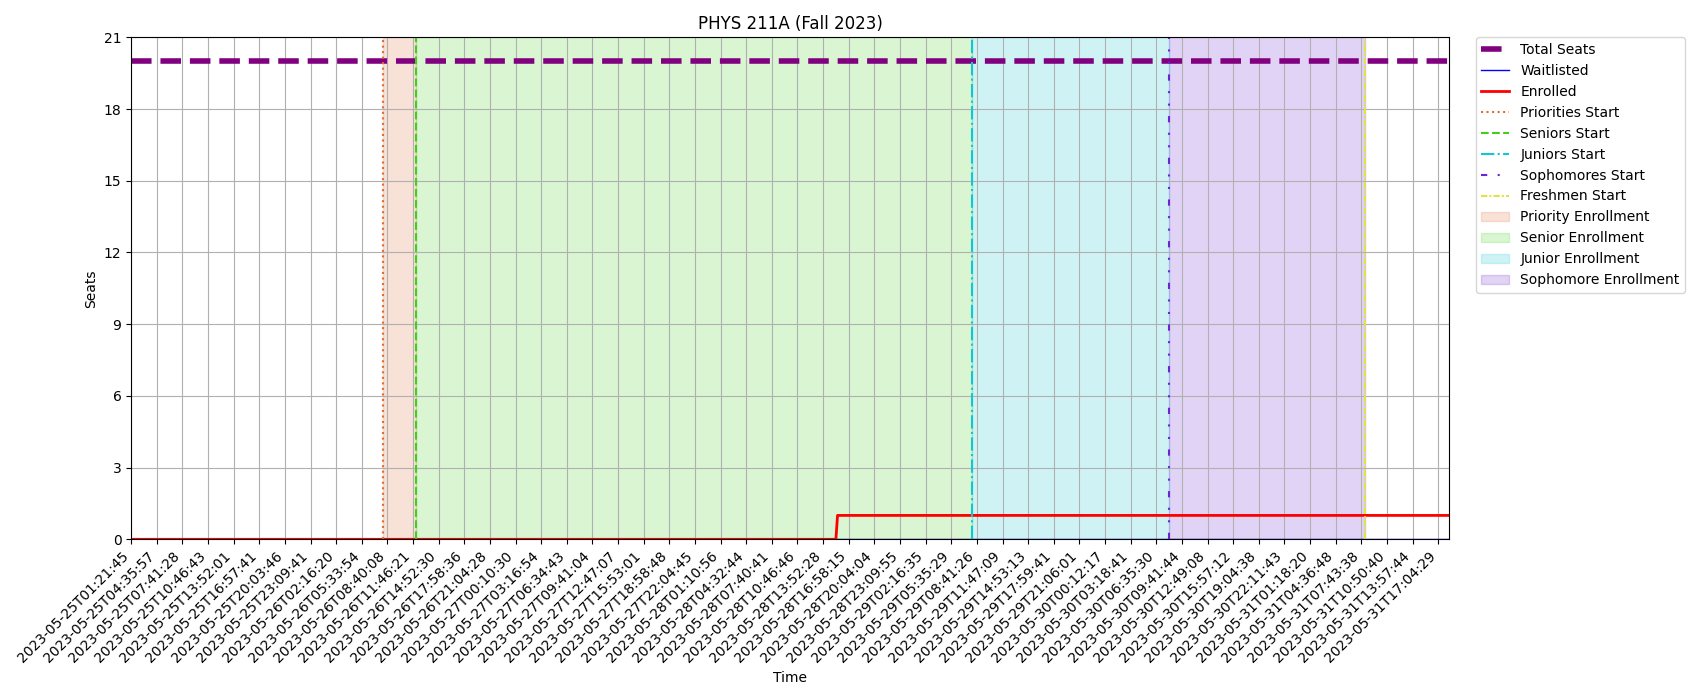 PHYS 211A (Fall 2023)
21
18
15
12
9
6
3
0
Seats
Total Seats
Waitlisted
Enrolled
Priorities Start
Seniors Start
Juniors Start
Sophomores Start
Freshmen Start
Priority Enrollment
Senior Enrollment
Junior Enrollment
Sophomore Enrollment
2023-05-25T01:21:45
2023-05-25T04:35:57
2023-05-25T07:41:28
2023-05-25T10:46:43
2023-05-25T13:52:01
2023-05-25T16:57:41
2023-05-25T20:03:46
2023-05-25T23:09:41
2023-05-26T02:16:20
2023-05-26T05:33:54
2023-05-26T08:40:08
2023-05-26T11:46:21
2023-05-26T14:52:30
2023-05-26T17:58:36
2023-05-26T21:04:28
2023-05-27T00:10:30
2023-05-27T03:16:54
2023-05-27T06:34:43
2023-05-27T09:41:04
2023-05-27T12:47:07
2023-05-27T15:53:01
2023-05-27T18:58:48
2023-05-27T22:04:45
2023-05-28T01:10:56
2023-05-28T04:32:44
2023-05-28T07:40:41
2023-05-28T10:46:46
2023-05-28T13:52:28
2023-05-28T16:58:15
2023-05-28T20:04:04
2023-05-28T23:09:55
2023-05-29T02:16:35
2023-05-29T05:35:29
2023-05-29T08:41:26
2023-05-29T11:47:09
2023-05-29T14:53:13
2023-05-29T17:59:41
2023-05-29T21:06:01
2023-05-30T00:12:17
2023-05-30T03:18:41
2023-05-30T06:35:30
2023-05-30T09:41:44
2023-05-30T12:49:08
2023-05-30T15:57:12
2023-05-30T19:04:38
2023-05-30T22:11:43
2023-05-31T01:18:20
2023-05-31T04:36:48
2023-05-31T07:43:38
2023-05-31T10:50:40
2023-05-31T13:57:44
2023-05-31T17:04:29
Time